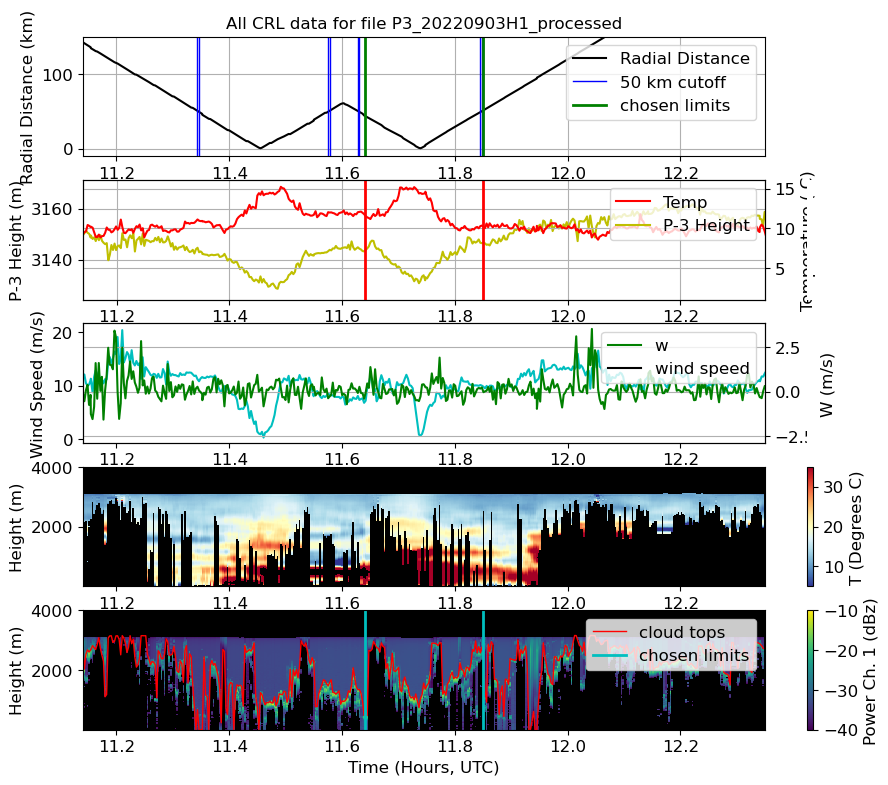 All CRL data for file P3_20220903H1_processed
Radial Distance (km)
100
0
Radial Distance
50 km cutoff
chosen limits
11.2 11.4 11.6 11.8 12.0 12.2
P-3 Height (m)
3160
3140
Temp
P-3 Height
15
10
5
Temperature ( C)
11.2 11.4 11.6 11.8 12.0 12.2
Wind Speed (m/s)
20
10
0
w
wind speed
2.5
0.0
W (m/s)
11.2 11.4 11.6 11.8 12.0 12.2
Height (m)
4000
2000
30
20
10
T (Degrees C)
11.2 11.4 11.6 11.8 12.0 12.2
Height (m)
4000
2000
cloud tops
chosen limits
−10
−20
−30
−40
Power Ch. 1 (dBz)
11.2 11.4 11.6 11.8 12.0 12.2
Time (Hours, UTC)